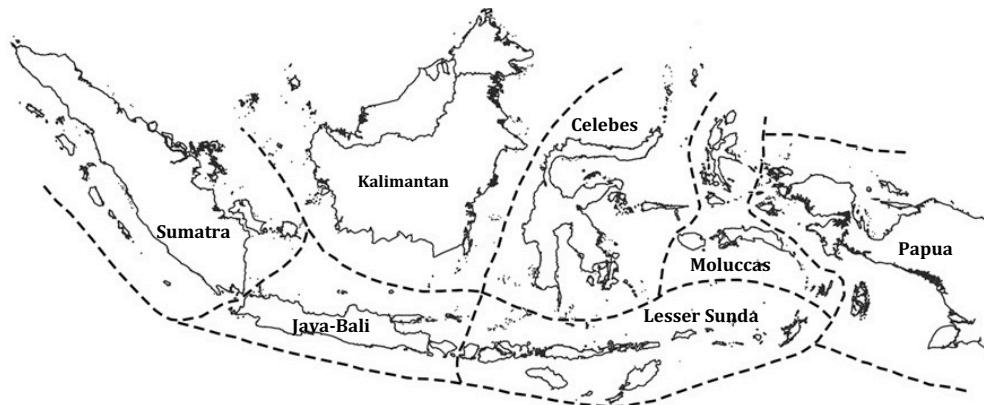 Celebes
Kalimantan
Sumatra
Papua
Moluccas
Java-Bali
Lesser Sunda